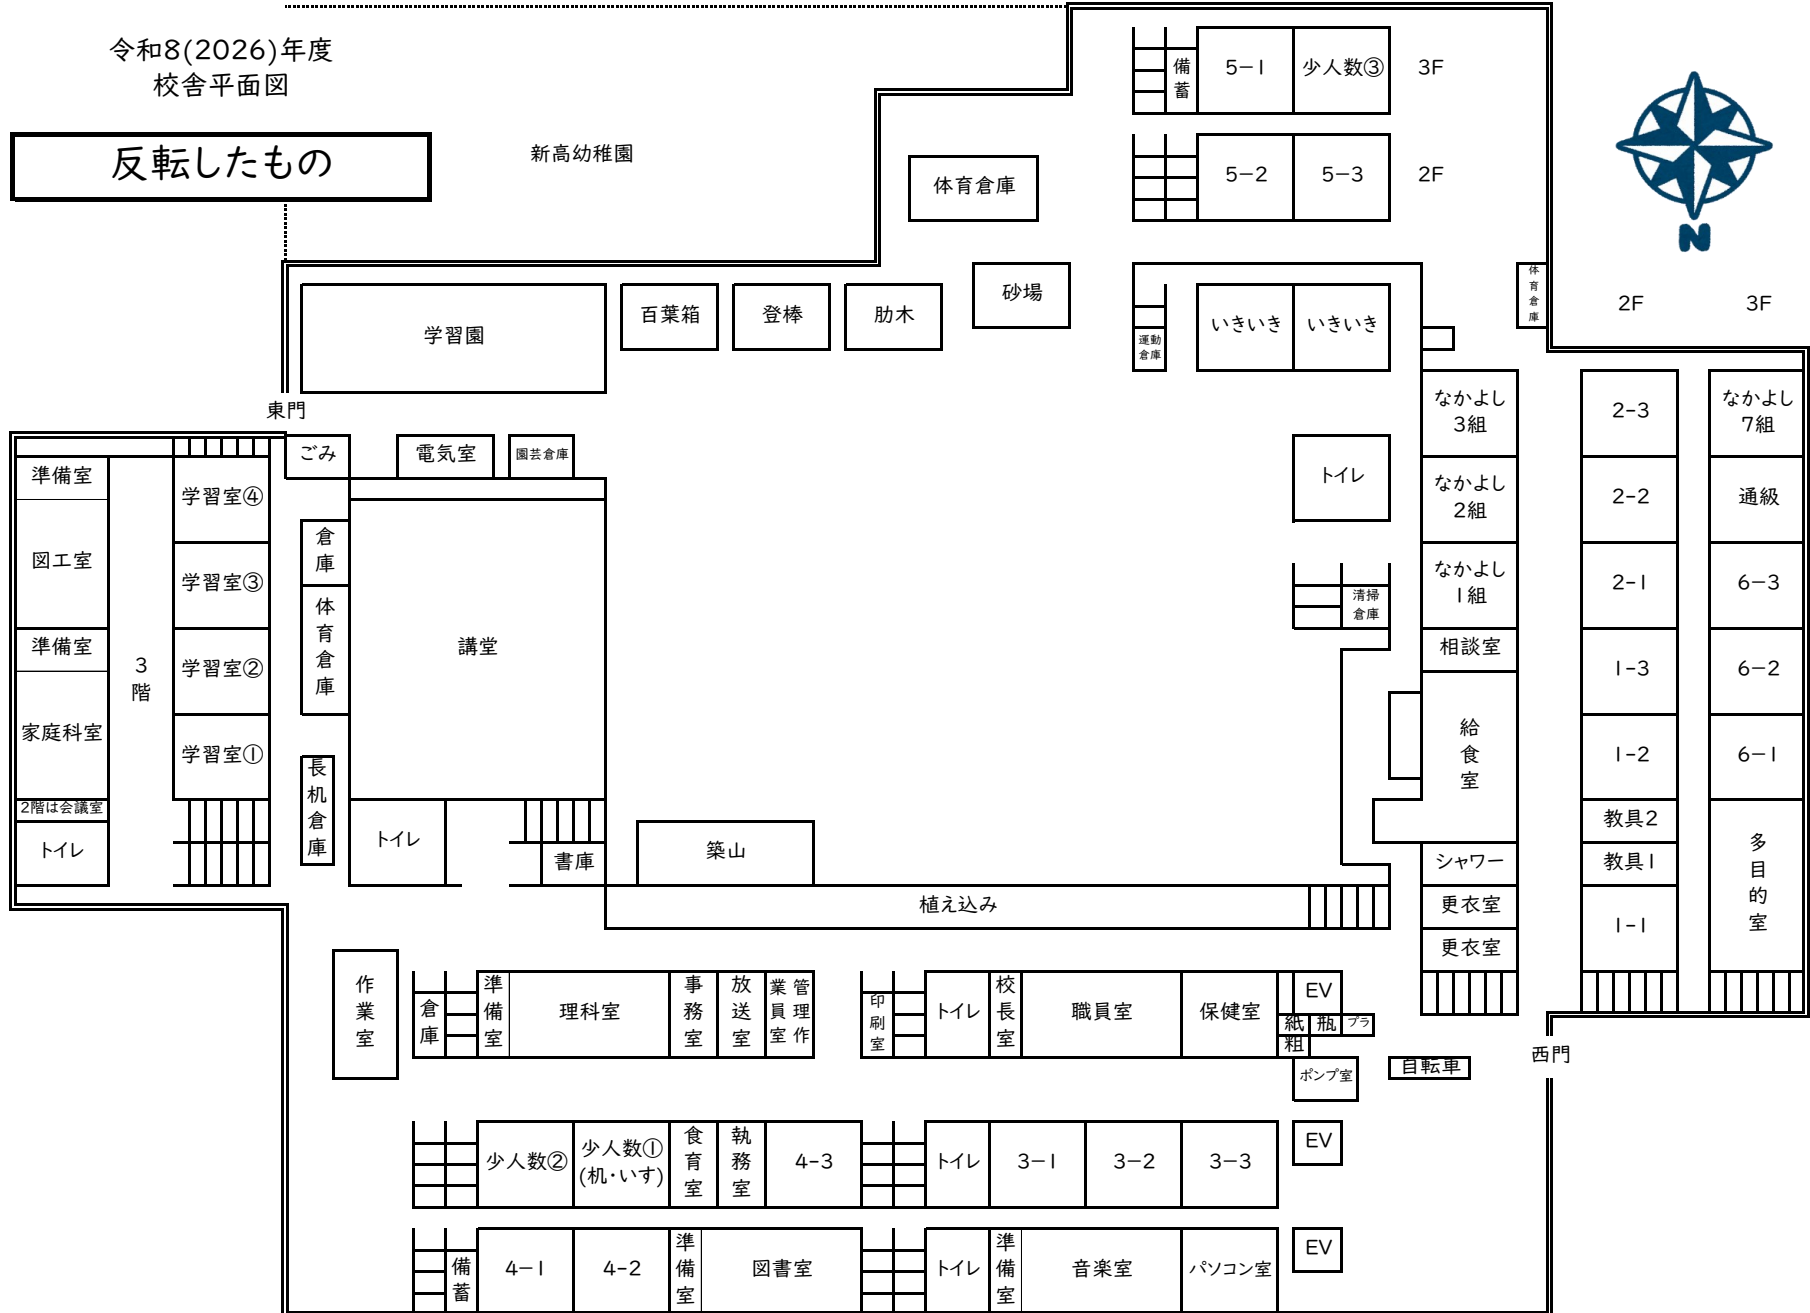 令和8(2026)年度
校舎平面図
反転したもの
新高幼稚園
備蓄
5-1
少人数③
3F
体育倉庫
5-2
5-3
2F
N
砂場
体育倉庫
学習園
百葉箱
登棒
肋木
運動倉庫
いきいき
いきいき
2F
3F
東門
なかよし
3組
2-3
なかよし
7組
ごみ
電気室
園芸倉庫
トイレ
準備室
学習室④
なかよし
2組
2-2
通級
図工室
倉庫
学習室③
なかよし
1組
2-1
6-3
清掃
倉庫
体育倉庫
講堂
準備室
3階
学習室②
相談室
1-3
6-2
家庭科室
学習室①
給食室
1-2
6-1
長机倉庫
2階は会議室
教具2
トイレ
トイレ
書庫
築山
シャワー
教具1
多目的室
植え込み
更衣室
1-1
更衣室
作業室
倉庫
準備室
理科室
事務室
放送室
管理作業員室
印刷室
トイレ
校長室
職員室
保健室
EV
紙
瓶
プラ
粗
西門
ポンプ室
自転車
少人数②
少人数①
(机・いす)
食育室
執務室
4-3
トイレ
3-1
3-2
3-3
EV
備蓄
4-1
4-2
準備室
図書室
トイレ
準備室
音楽室
パソコン室
EV